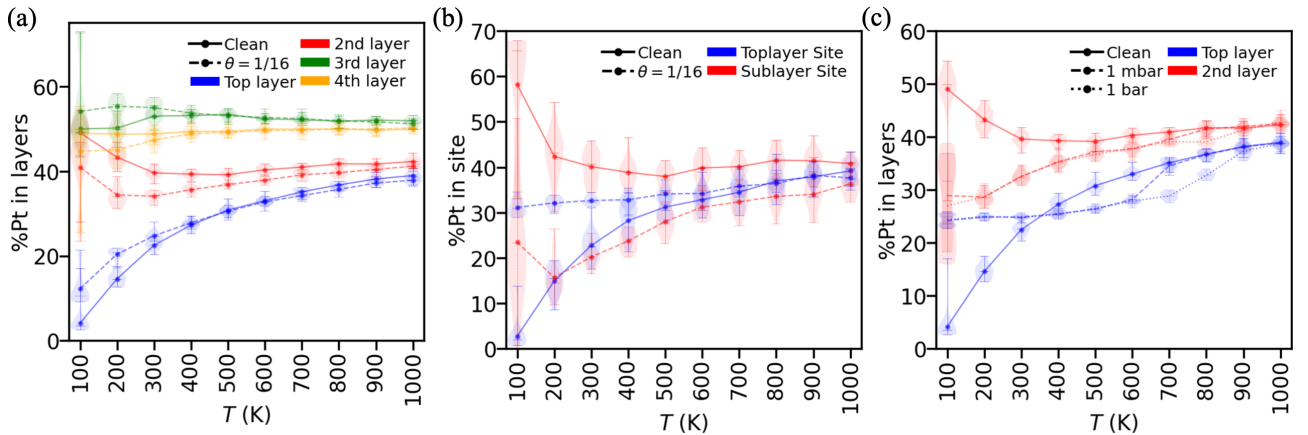 (a)
Clean
θ = 1/16
Top layer
2nd layer
3rd layer
4th layer
%Pt in layers
60
40
20
0
100
200
300
400
500
600
700
800
900
1000
T (K)
(b)
Clean
θ = 1/16
Toplayer Site
Sublayer Site
%Pt in site
70
60
50
40
30
20
10
0
100
200
300
400
500
600
700
800
900
1000
T (K)
(c)
Clean
1 mbar
1 bar
Top layer
2nd layer
%Pt in layers
60
50
40
30
20
10
0
100
200
300
400
500
600
700
800
900
1000
T (K)